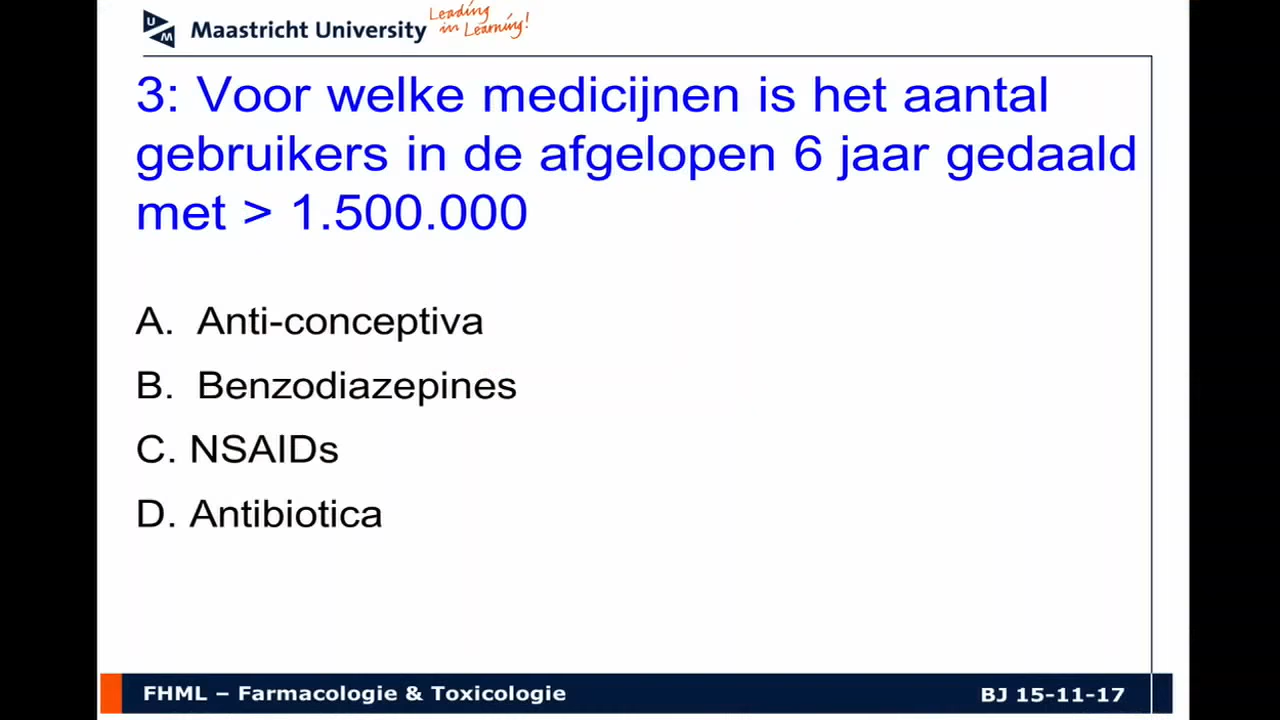 UM
Maastricht University
Leading
in Learning!
3: Voor welke medicijnen is het aantal
gebruikers in de afgelopen 6 jaar gedaald
met > 1.500.000
A. Anti-conceptiva
B. Benzodiazepines
C. NSAIDs
D. Antibiotica
FHML – Farmacologie & Toxicologie
BJ 15-11-17